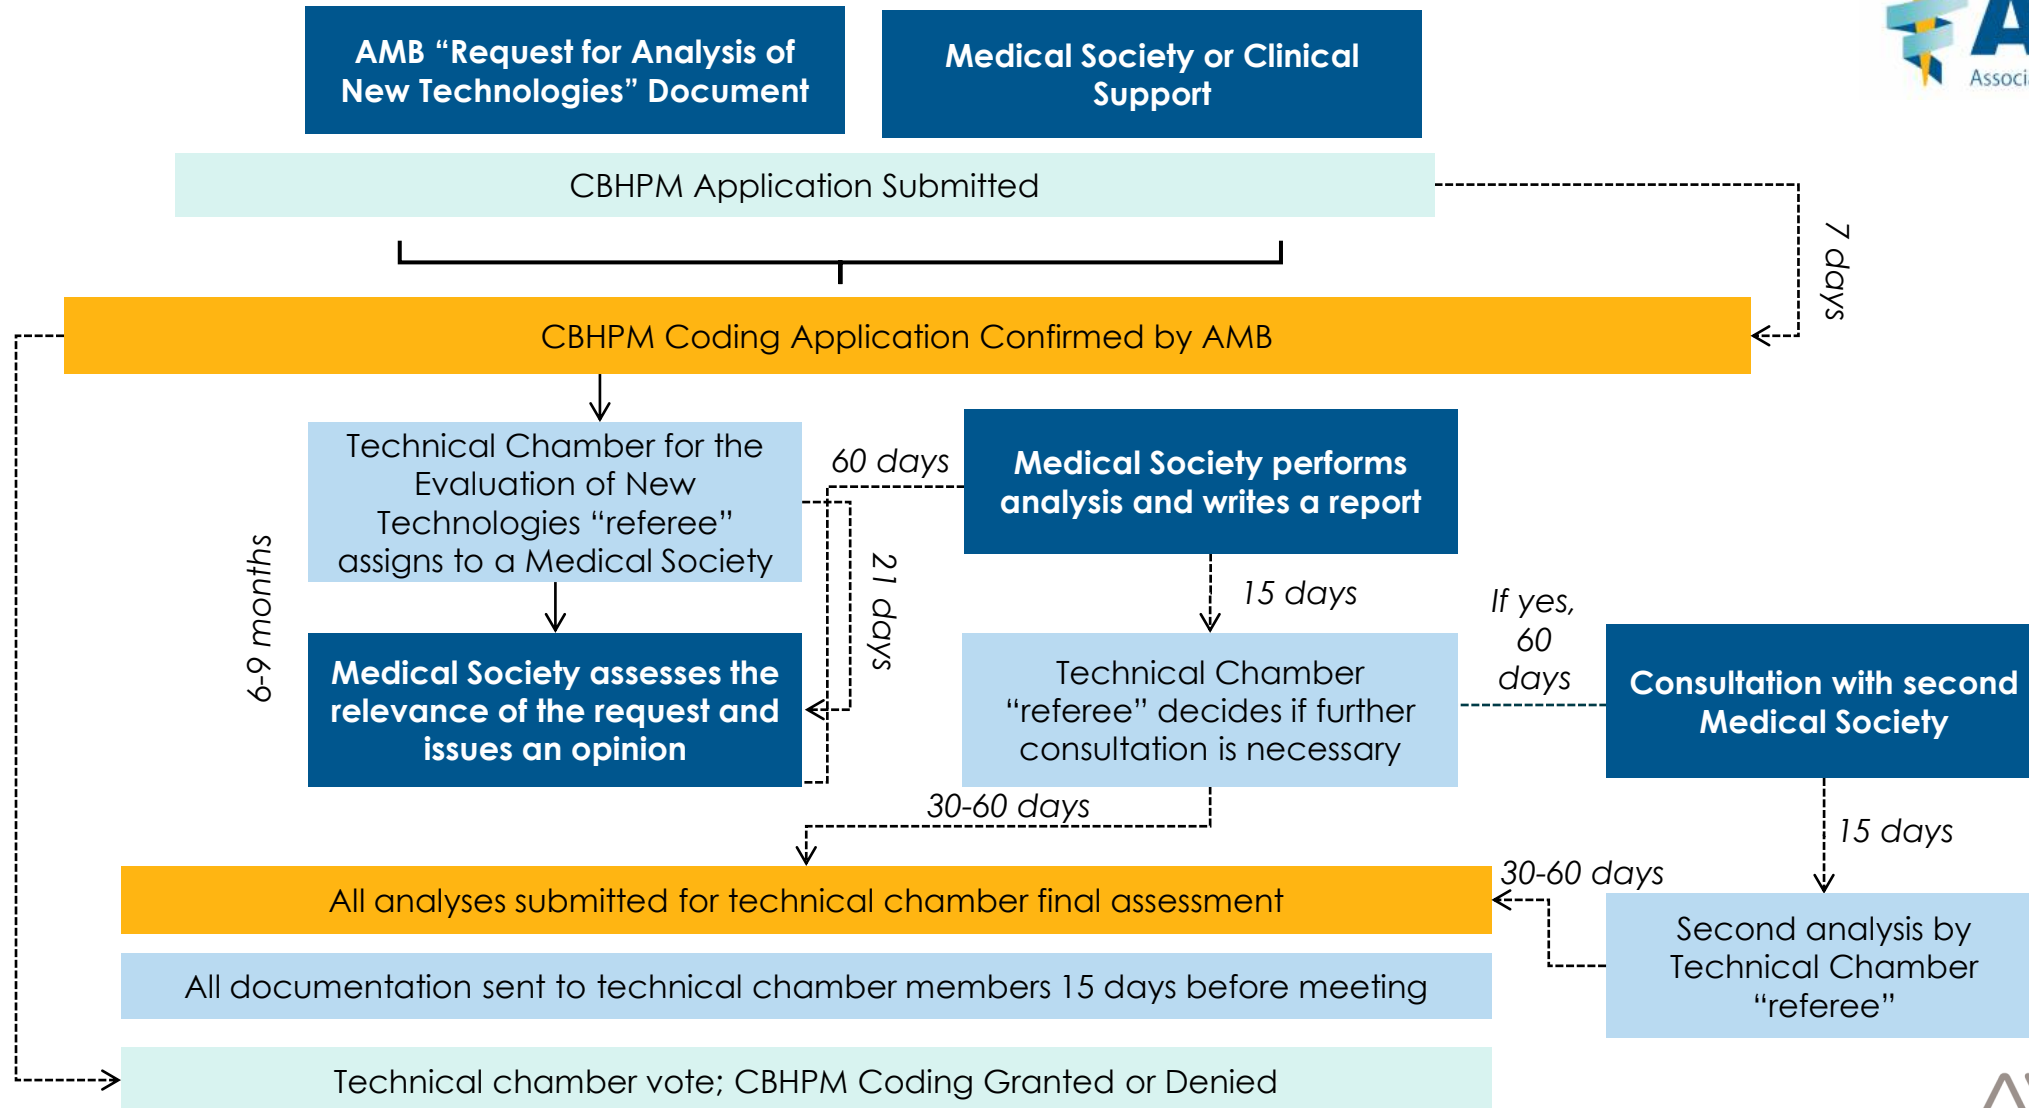 AMB “Request for Analysis of
New Technologies” Document
Medical Society or Clinical
Support
CBHPM Application Submitted
7 days
CBHPM Coding Application Confirmed by AMB
Technical Chamber for the
Evaluation of New
Technologies “referee”
assigns to a Medical Society
60 days
Medical Society performs
analysis and writes a report
21 days
15 days
6-9 months
If yes,
60
days
Medical Society assesses the
relevance of the request and
issues an opinion
Technical Chamber
“referee” decides if further
consultation is necessary
Consultation with second
Medical Society
30-60 days
15 days
All analyses submitted for technical chamber final assessment
30-60 days
Second analysis by
Technical Chamber
“referee”
All documentation sent to technical chamber members 15 days before meeting
Technical chamber vote; CBHPM Coding Granted or Denied